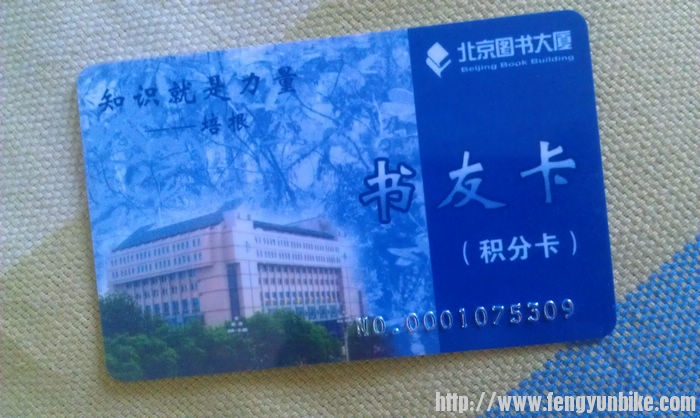 北京图书大厦
Beijing Book Building
知识就是力量
——培根
书友卡
(积分卡)
NO.0001075309
http://www.fengyunbike.com